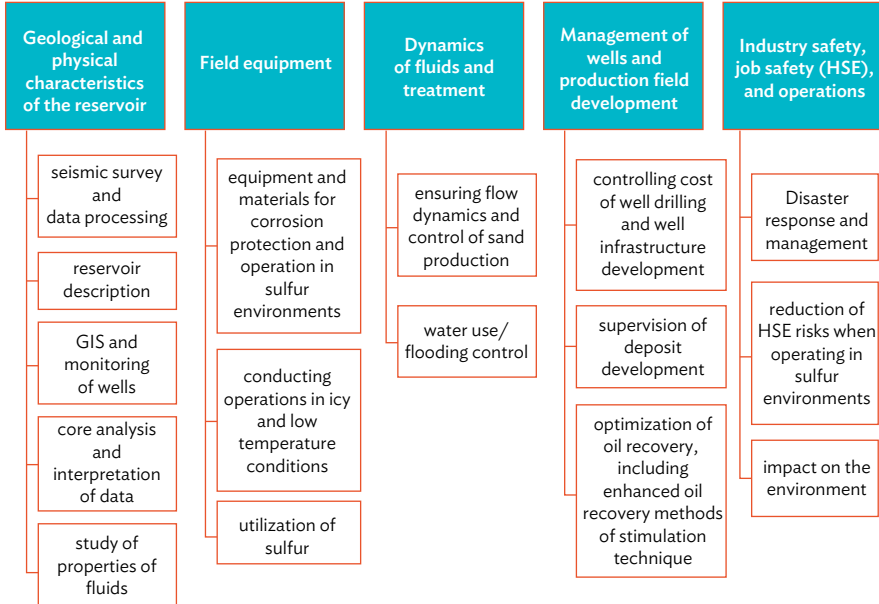 Geological and
physical
characteristics
of the reservoir
seismic survey
and
data processing
reservoir
description
GIS and
monitoring
of wells
core analysis
and
interpretation
of data
study of
properties of
fluids
Field equipment
equipment and
materials for
corrosion
protection and
operation in
sulfur
environments
conducting
operations in icy
and low
temperature
conditions
utilization of
sulfur
Dynamics
of fluids and
treatment
ensuring flow
dynamics and
control of sand
production
water use/
flooding control
Management of
wells and
production field
development
controlling cost
of well drilling
and well
infrastructure
development
supervision of
deposit
development
optimization of
oil recovery,
including
enhanced oil
recovery methods
of stimulation
technique
Industry safety,
job safety (HSE),
and operations
Disaster
response and
management
reduction of
HSE risks when
operating in
sulfur
environments
impact on the
environment